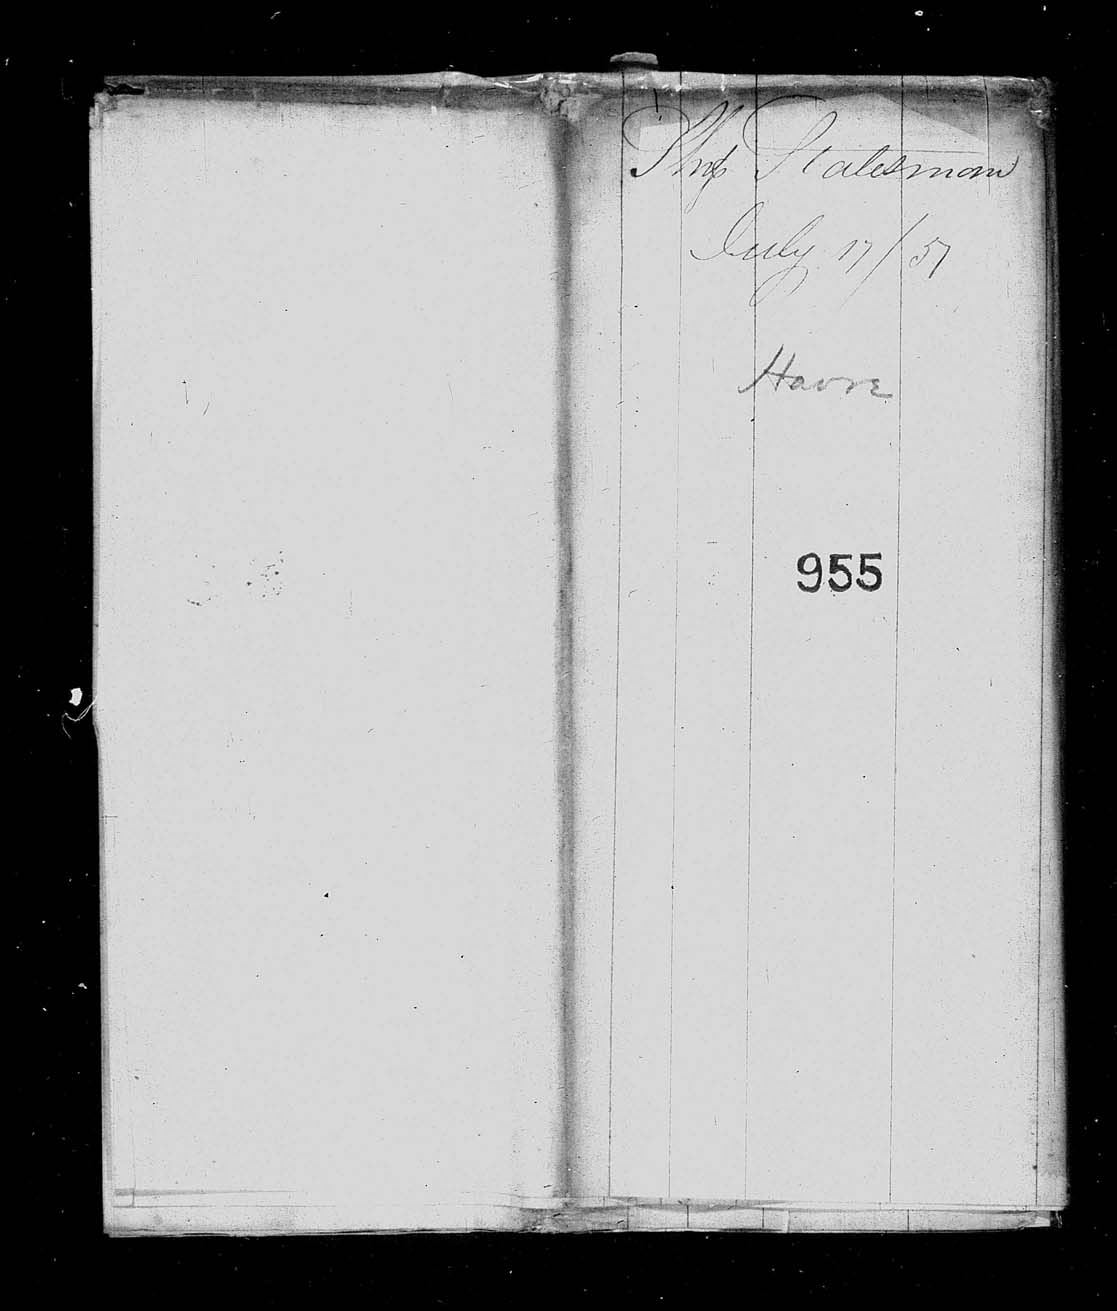 Ship Statesman
July 17/57
Havre
955